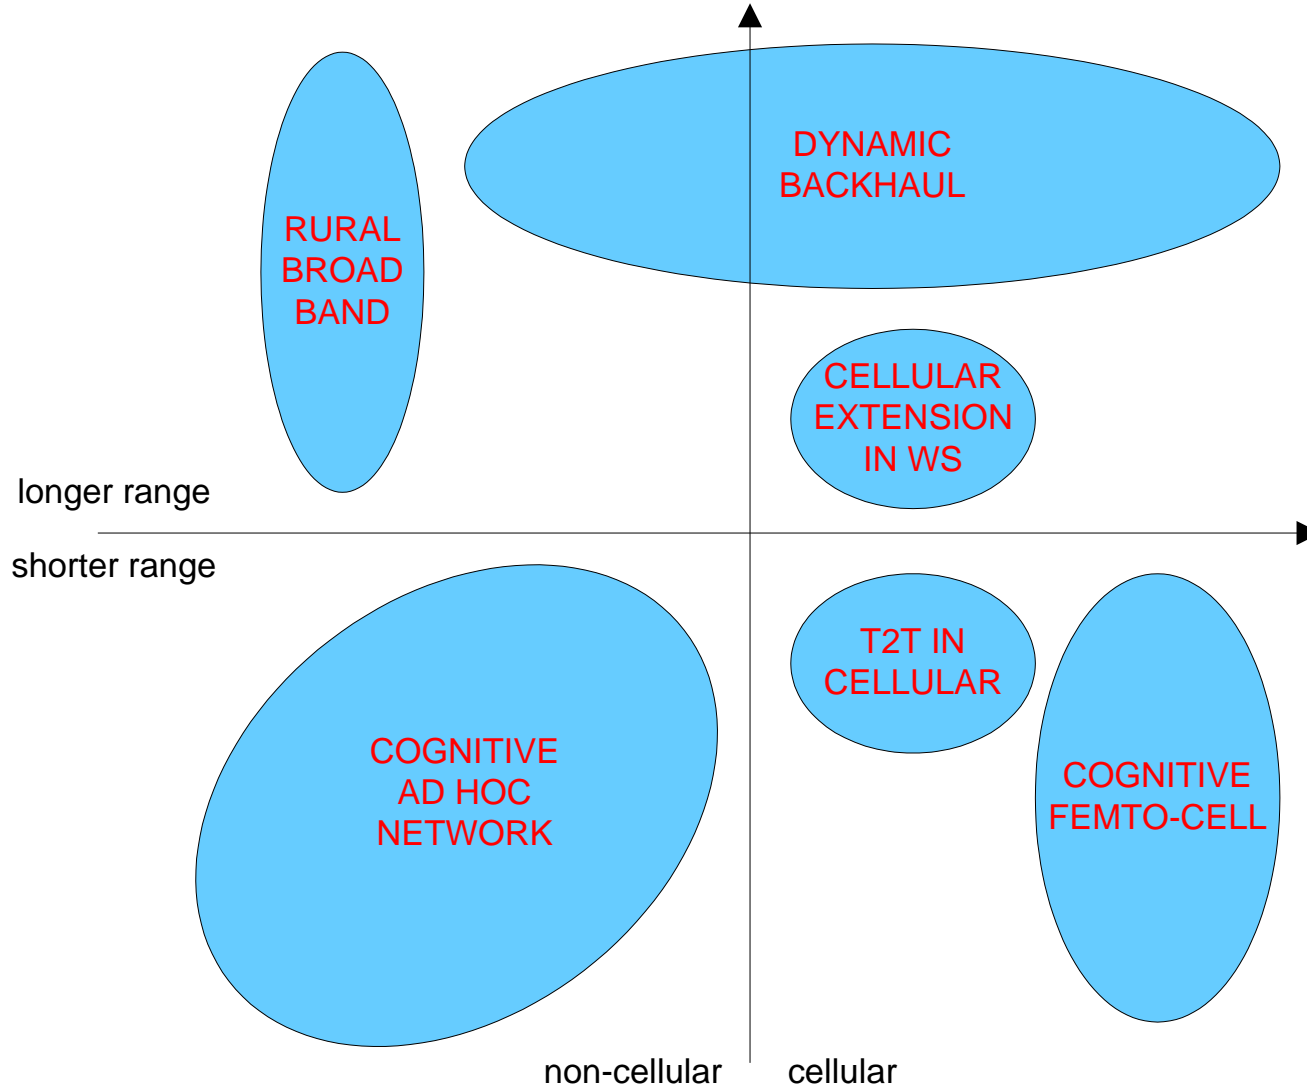 DYNAMIC
BACKHAUL
RURAL
BROAD
BAND
CELLULAR
EXTENSION
IN WS
longer range
shorter range
T2T IN
CELLULAR
COGNITIVE
AD HOC
NETWORK
COGNITIVE
FEMTO-CELL
non-cellular
cellular